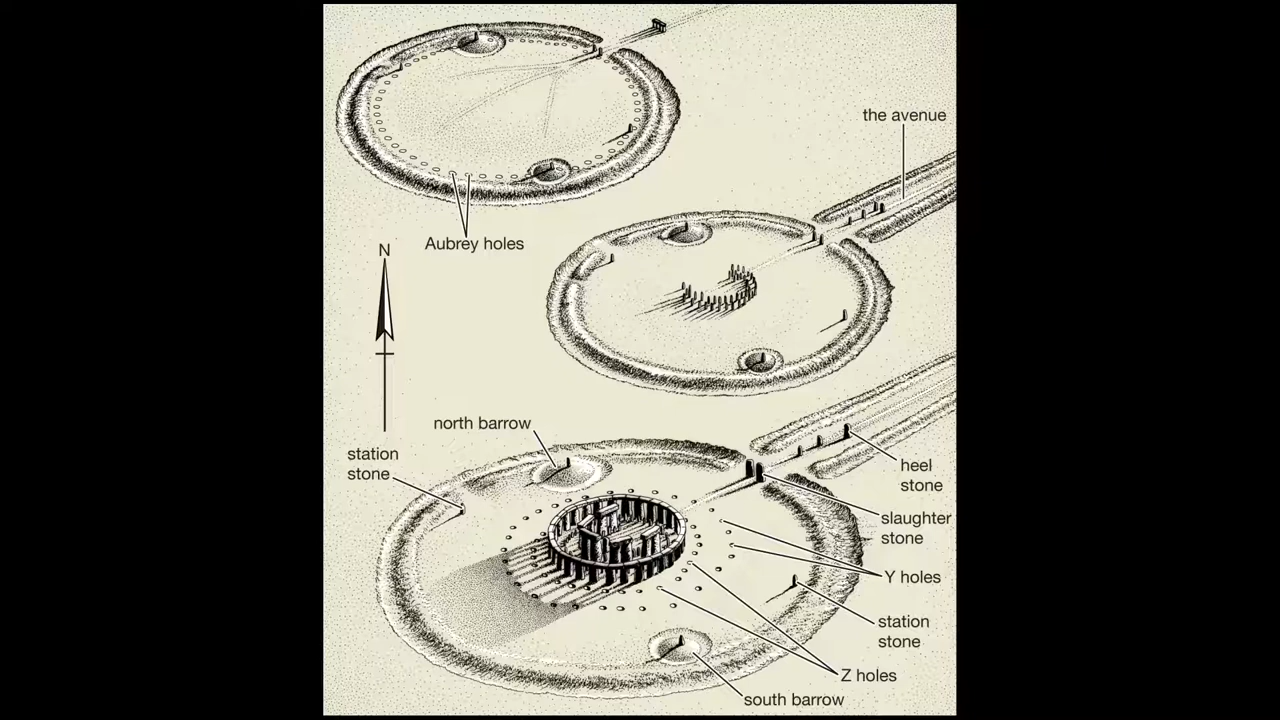 the avenue
Aubrey holes
N
north barrow
station
stone
heel
stone
slaughter
stone
Y holes
station
stone
Z holes
south barrow